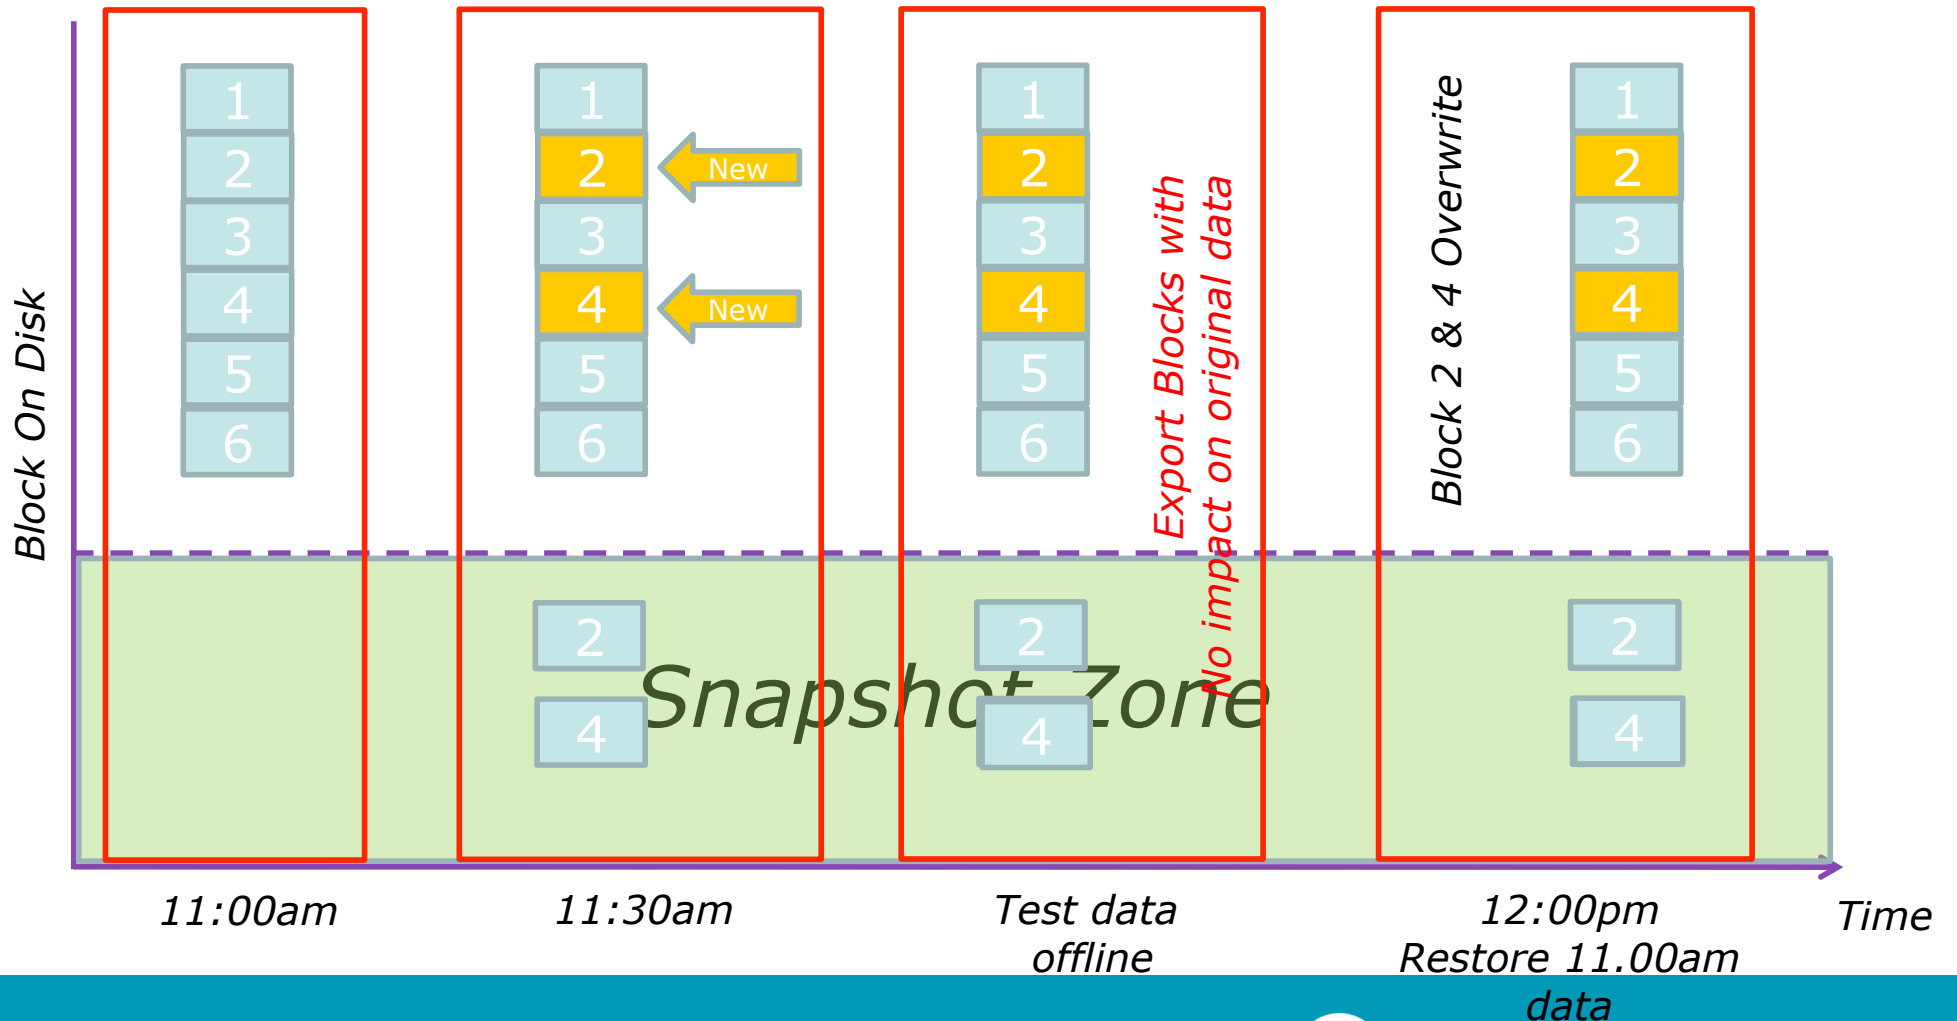 Block On Disk
1
2
3
4
5
6
1
2
3
4
5
6
New
New
1
2
3
4
5
6
Export Blocks with
No impact on original data
Block 2 & 4 Overwrite
1
2
3
4
5
6
Snapshot Zone
2
4
2
4
2
4
11:00am
11:30am
Test data
offline
12:00pm
Restore 11.00am
data
Time